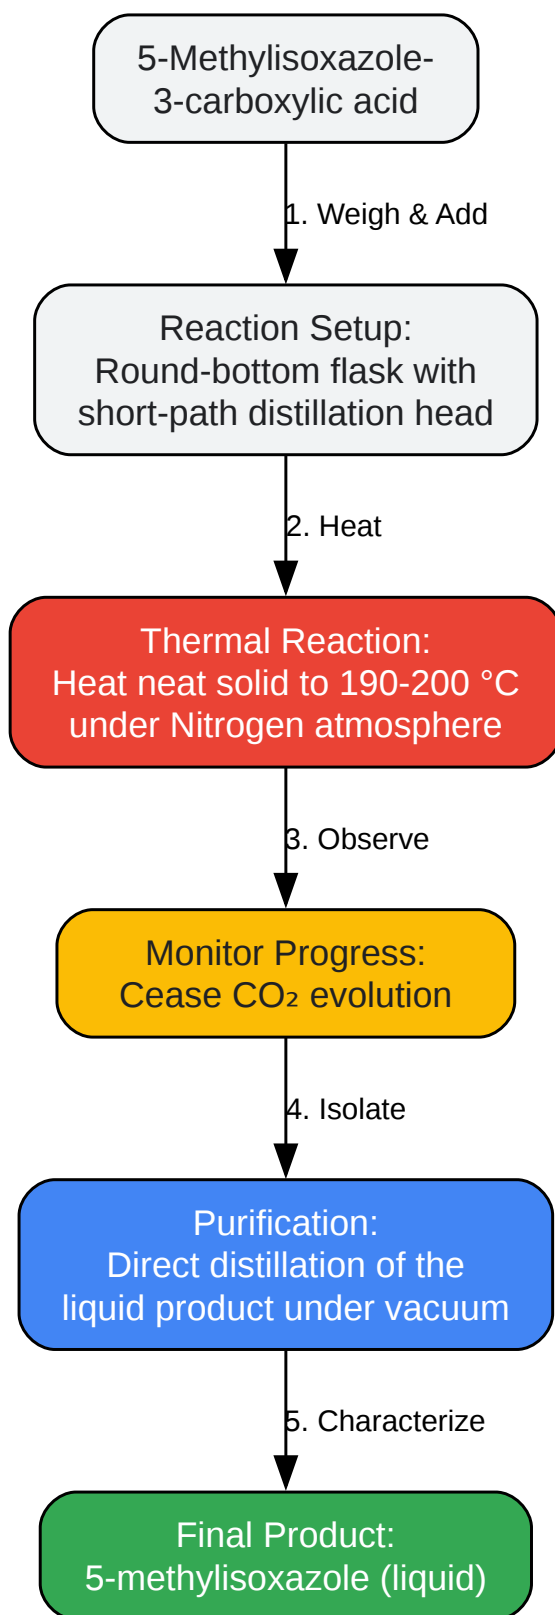 5-Methylisoxazole-
3-carboxylic acid
1. Weigh & Add
Reaction Setup:
Round-bottom flask with
short-path distillation head
2. Heat
Thermal Reaction:
Heat neat solid to 190-200 °C
under Nitrogen atmosphere
3. Observe
Monitor Progress:
Cease CO₂ evolution
4. Isolate
Purification:
Direct distillation of the
liquid product under vacuum
5. Characterize
Final Product:
5-methylisoxazole (liquid)